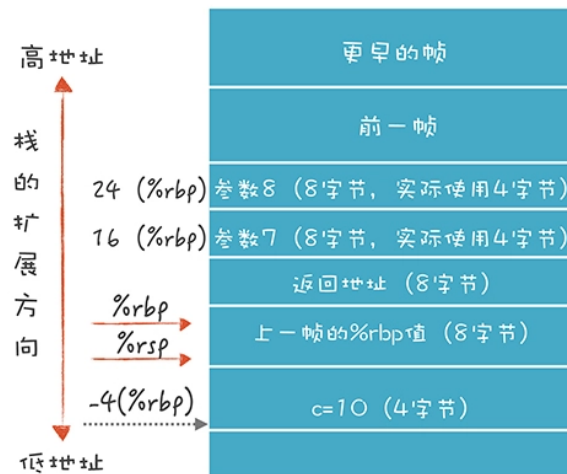 高地址
栈的扩展方向
低地址
更早的帧
前一帧
24 (%rbp) 参数8 (8字节, 实际使用4字节)
16 (%rbp) 参数7 (8字节, 实际使用4字节)
返回地址 (8字节)
%rbp
%rsp
上一帧的%rbp值 (8字节)
-4(%rbp)
c=10 (4字节)